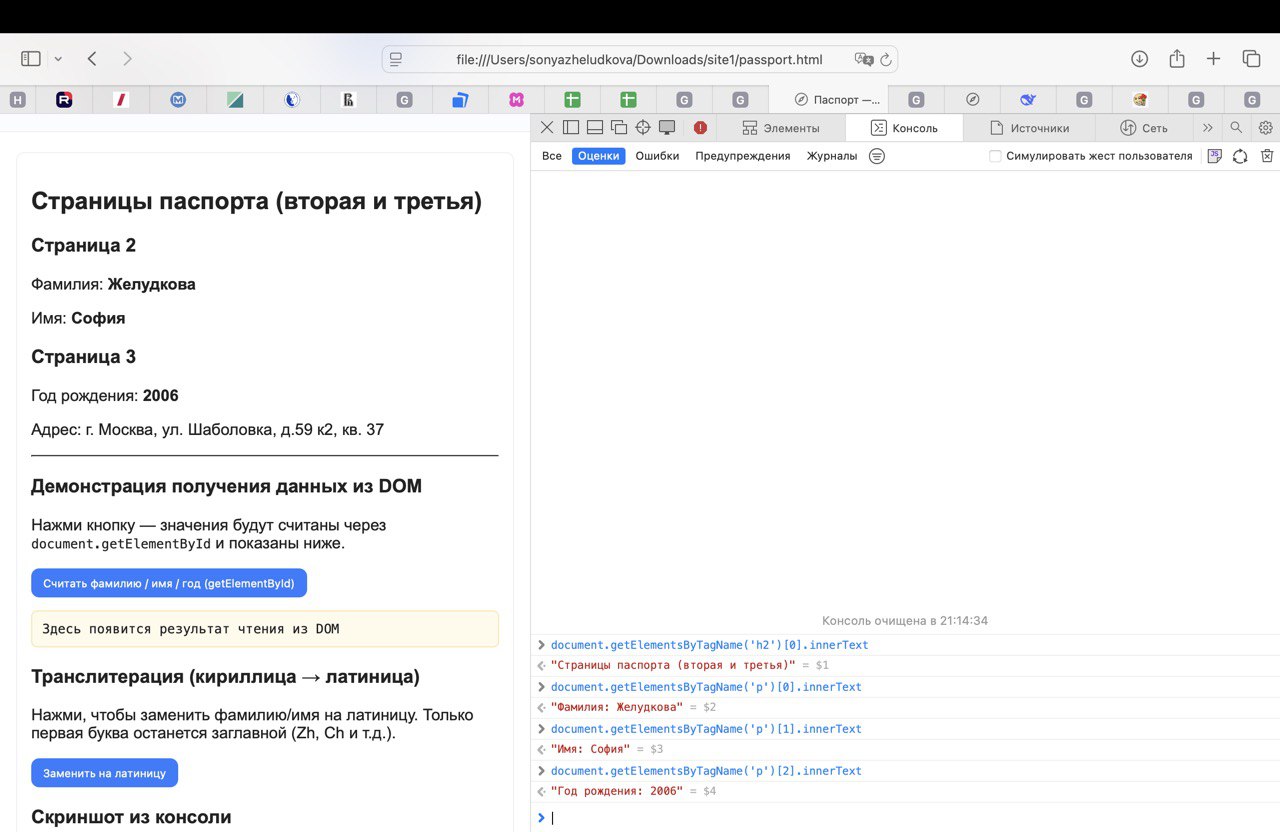 file:///Users/sonyazheludkova/Downloads/site1/passport.html
H
R
G
M
G
G
Паспорт —...
G
G
G
G
Элементы
Консоль
Источники
Сеть
Все
Оценки
Ошибки
Предупреждения
Журналы
Симулировать жест пользователя
Страницы паспорта (вторая и третья)
Страница 2
Фамилия: Желудкова
Имя: София
Страница 3
Год рождения: 2006
Адрес: г. Москва, ул. Шаболовка, д.59 к2, кв. 37
Демонстрация получения данных из DOM
Нажми кнопку — значения будут считаны через
document.getElementById и показаны ниже.
Считать фамилию / имя / год (getElementById)
Здесь появится результат чтения из DOM
Транслитерация (кириллица → латиница)
Нажми, чтобы заменить фамилию/имя на латиницу. Только
первая буква останется заглавной (Zh, Ch и т.д.).
Заменить на латиницу
Скриншот из консоли
Консоль очищена в 21:14:34
document.getElementsByTagName('h2')[0].innerText
"Страницы паспорта (вторая и третья)" = $1
document.getElementsByTagName('p')[0].innerText
"Фамилия: Желудкова" = $2
document.getElementsByTagName('p')[1].innerText
"Имя: София" = $3
document.getElementsByTagName('p')[2].innerText
"Год рождения: 2006" = $4